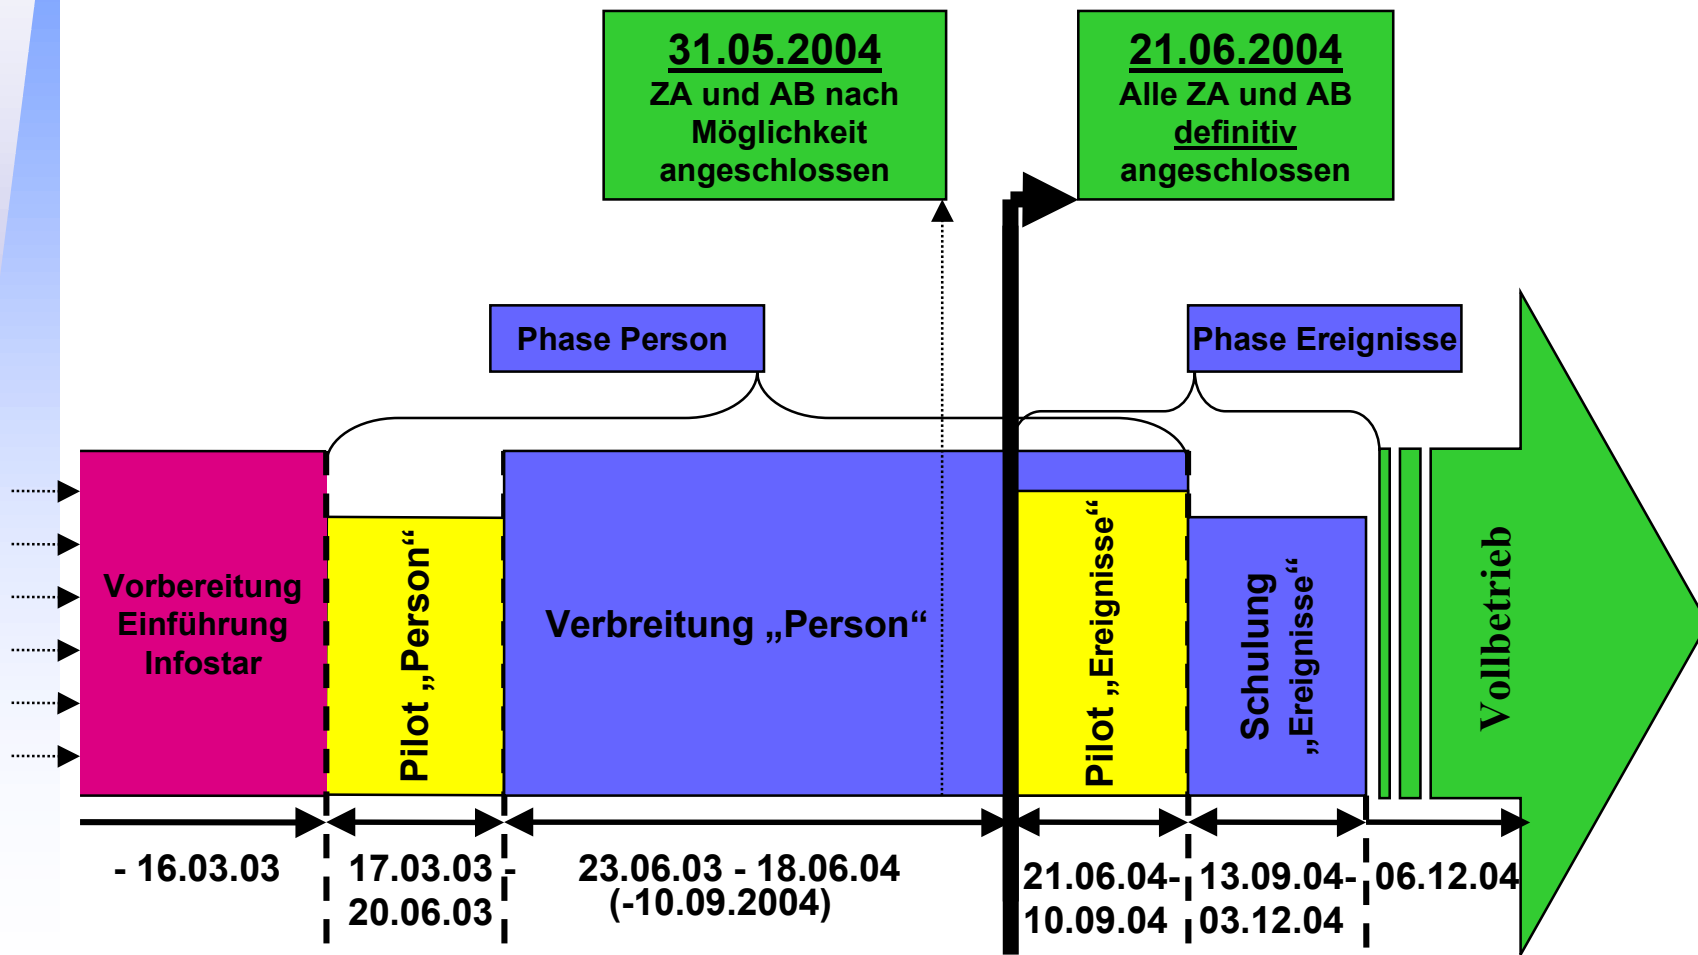 31.05.2004
ZA und AB nach
Möglichkeit
angeschlossen
21.06.2004
Alle ZA und AB
definitiv
angeschlossen
Phase Person
Phase Ereignisse
Vorbereitung
Einführung
Infostar
Pilot „Person“
Verbreitung „Person“
Pilot „Ereignisse“
Schulung
„Ereignisse“
Vollbetrieb
- 16.03.03
17.03.03 -
20.06.03
23.06.03 - 18.06.04
(-10.09.2004)
21.06.04-
10.09.04
13.09.04-
03.12.04
06.12.04